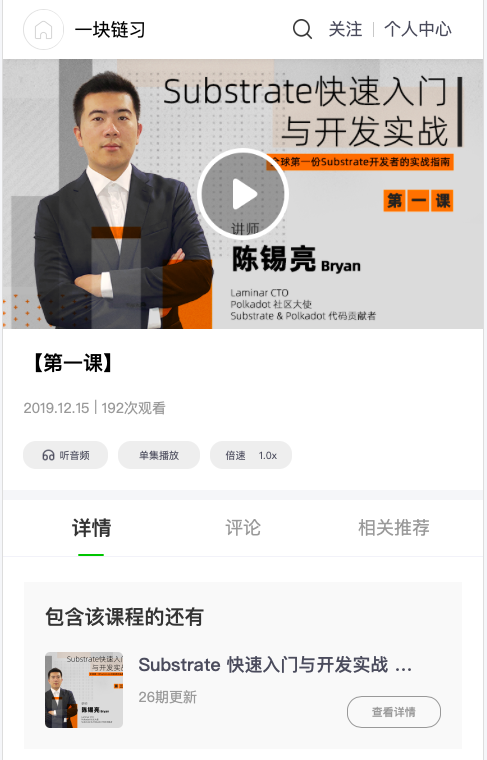 一块链习
关注 | 个人中心
Substrate快速入门
与开发实战
全球第一份Substrate开发者的实战指南
第一课
讲师
陈锡亮 Bryan
Laminar CTO
Polkadot 社区大使
Substrate & Polkadot 代码贡献者
【第一课】
2019.12.15 | 192次观看
听音频
单集播放
倍速 1.0x
详情
评论
相关推荐
包含该课程的还有
Substrate快速入门
与开发实战
陈锡亮 Bryan
Substrate 快速入门与开发实战 ...
26期更新
查看详情